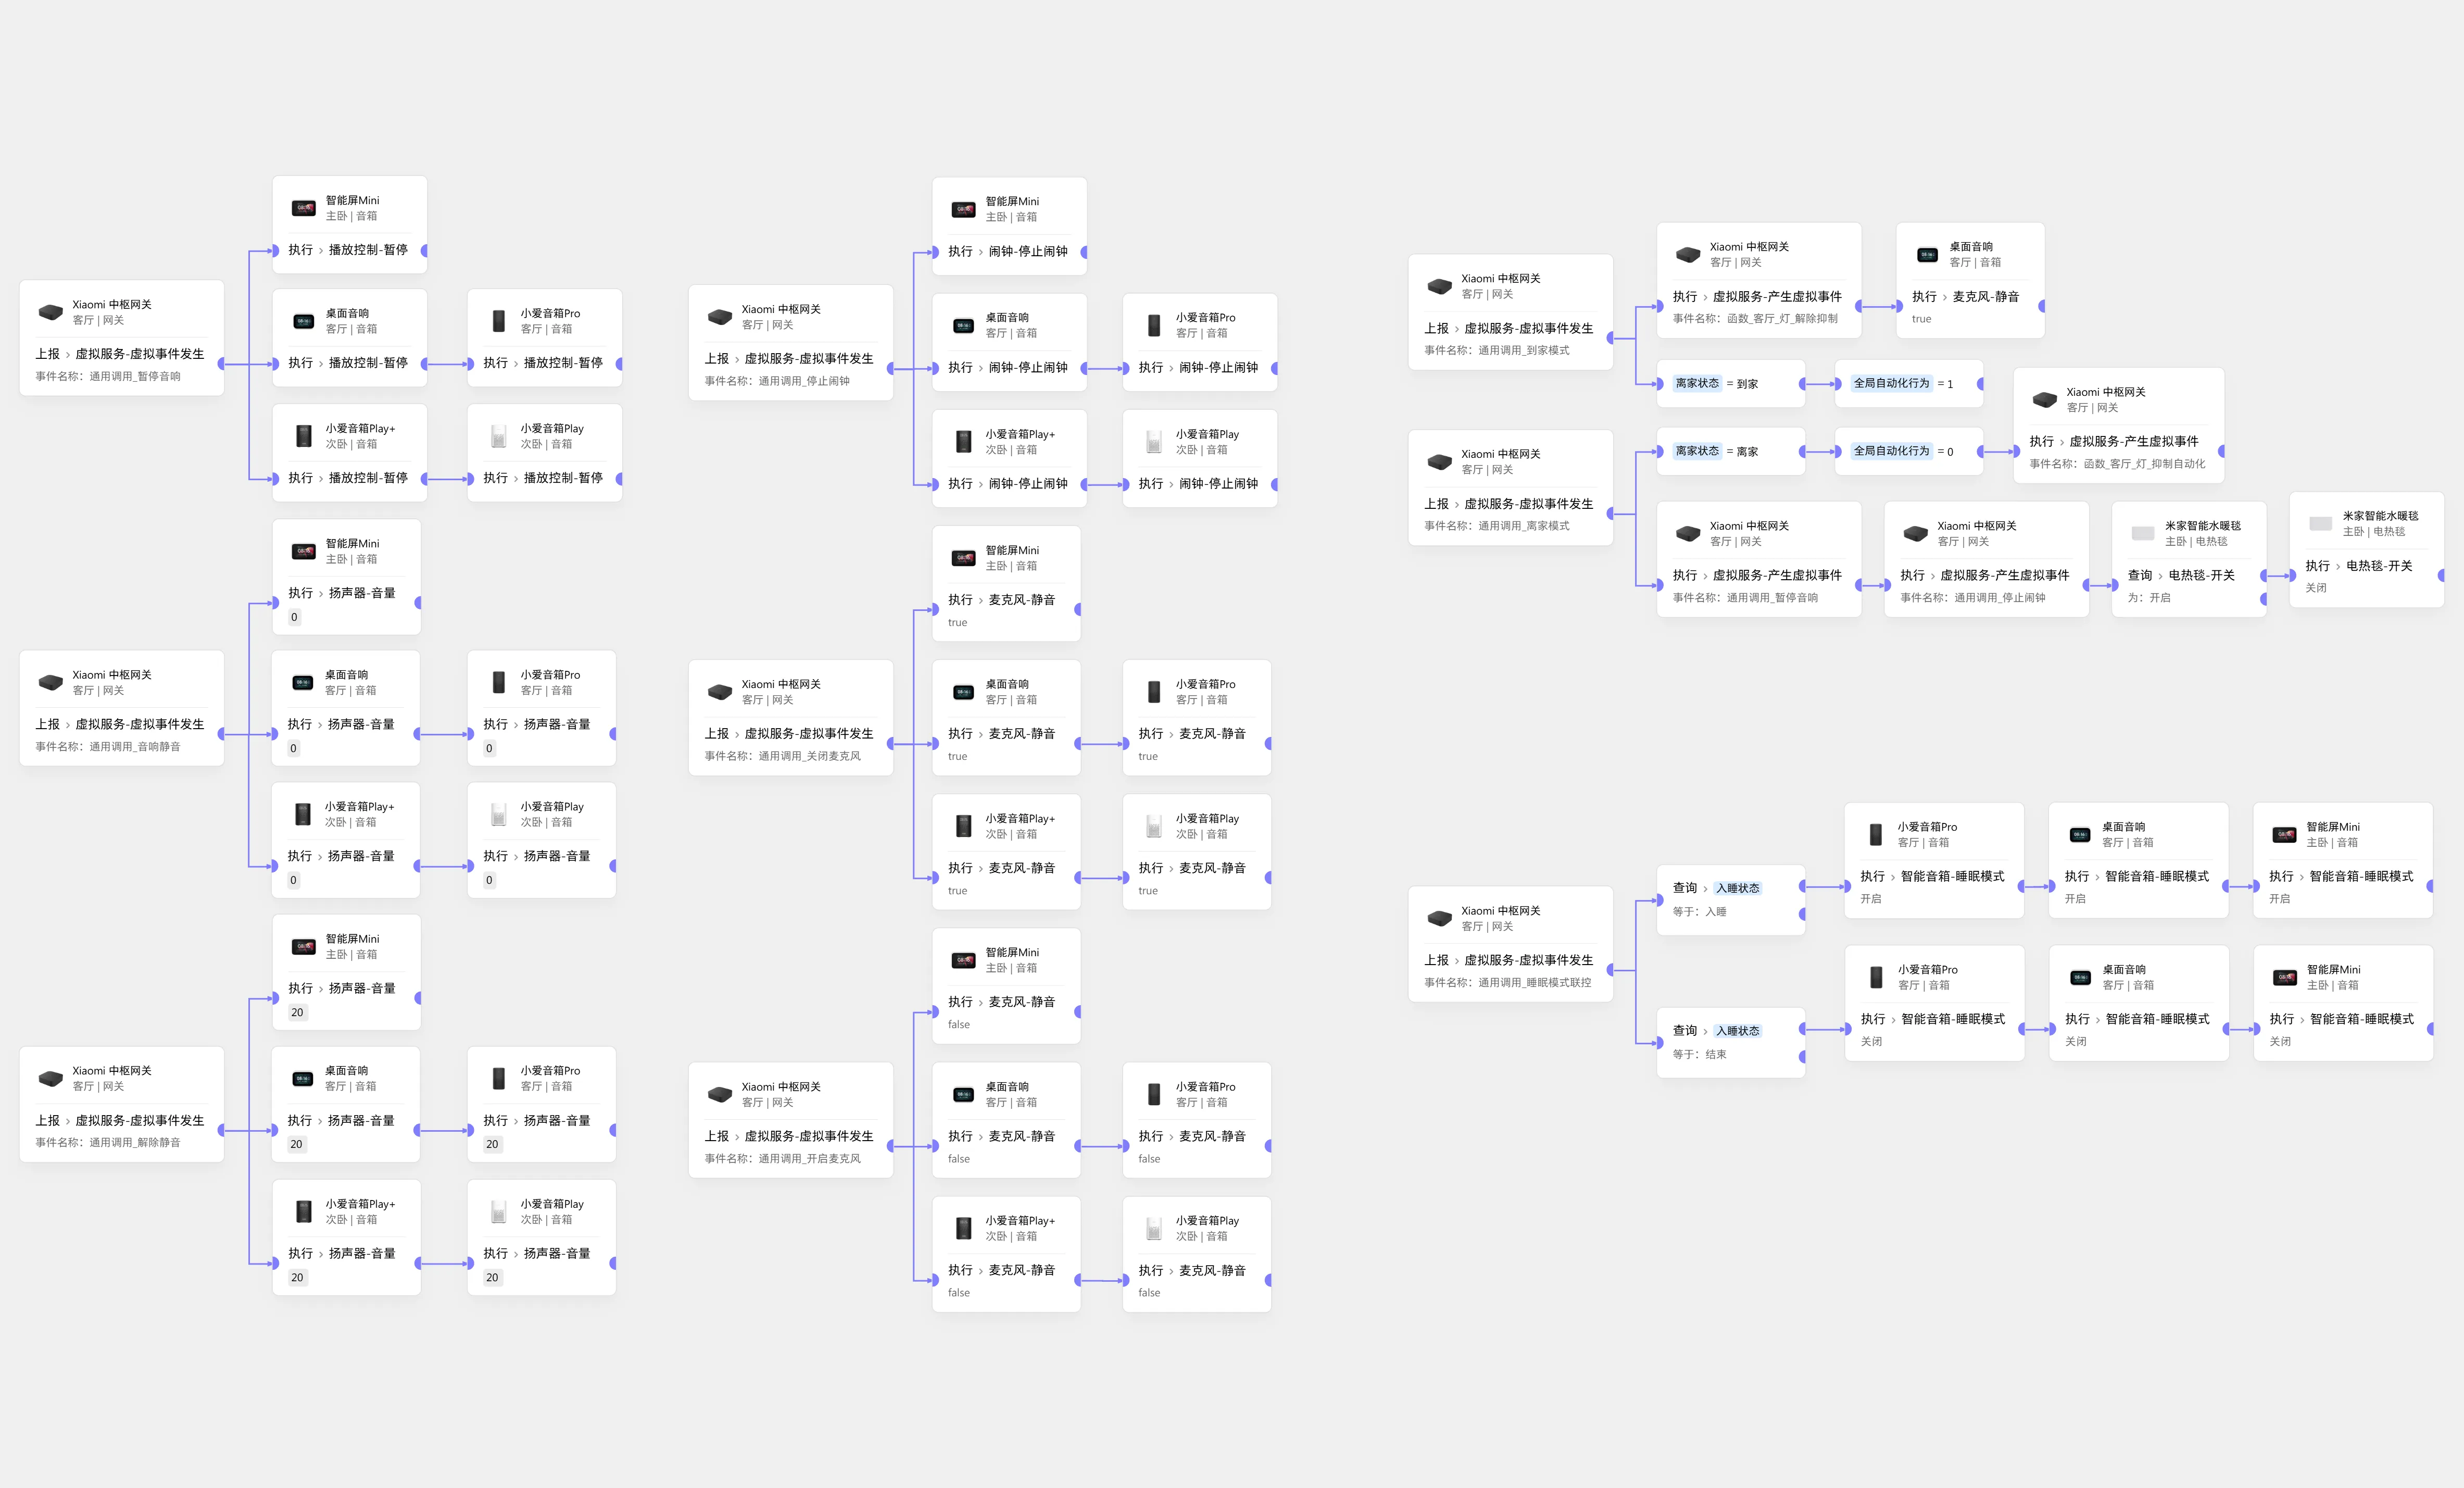 智能屏Mini
主卧 | 音箱
执行 › 播放控制-暂停
Xiaomi 中枢网关
客厅 | 网关
上报 › 虚拟服务-虚拟事件发生
事件名称：通用调用_暂停音响
桌面音响
客厅 | 音箱
执行 › 播放控制-暂停
小爱音箱Pro
客厅 | 音箱
执行 › 播放控制-暂停
小爱音箱Play+
次卧 | 音箱
执行 › 播放控制-暂停
小爱音箱Play
次卧 | 音箱
执行 › 播放控制-暂停
智能屏Mini
主卧 | 音箱
执行 › 扬声器-音量
0
Xiaomi 中枢网关
客厅 | 网关
上报 › 虚拟服务-虚拟事件发生
事件名称：通用调用_音响静音
桌面音响
客厅 | 音箱
执行 › 扬声器-音量
0
小爱音箱Pro
客厅 | 音箱
执行 › 扬声器-音量
0
小爱音箱Play+
次卧 | 音箱
执行 › 扬声器-音量
0
小爱音箱Play
次卧 | 音箱
执行 › 扬声器-音量
0
智能屏Mini
主卧 | 音箱
执行 › 扬声器-音量
20
Xiaomi 中枢网关
客厅 | 网关
上报 › 虚拟服务-虚拟事件发生
事件名称：通用调用_解除静音
桌面音响
客厅 | 音箱
执行 › 扬声器-音量
20
小爱音箱Pro
客厅 | 音箱
执行 › 扬声器-音量
20
小爱音箱Play+
次卧 | 音箱
执行 › 扬声器-音量
20
小爱音箱Play
次卧 | 音箱
执行 › 扬声器-音量
20
智能屏Mini
主卧 | 音箱
执行 › 闹钟-停止闹钟
Xiaomi 中枢网关
客厅 | 网关
上报 › 虚拟服务-虚拟事件发生
事件名称：通用调用_停止闹钟
桌面音响
客厅 | 音箱
执行 › 闹钟-停止闹钟
小爱音箱Pro
客厅 | 音箱
执行 › 闹钟-停止闹钟
小爱音箱Play+
次卧 | 音箱
执行 › 闹钟-停止闹钟
小爱音箱Play
次卧 | 音箱
执行 › 闹钟-停止闹钟
智能屏Mini
主卧 | 音箱
执行 › 麦克风-静音
true
Xiaomi 中枢网关
客厅 | 网关
上报 › 虚拟服务-虚拟事件发生
事件名称：通用调用_关闭麦克风
桌面音响
客厅 | 音箱
执行 › 麦克风-静音
true
小爱音箱Pro
客厅 | 音箱
执行 › 麦克风-静音
true
小爱音箱Play+
次卧 | 音箱
执行 › 麦克风-静音
true
小爱音箱Play
次卧 | 音箱
执行 › 麦克风-静音
true
智能屏Mini
主卧 | 音箱
执行 › 麦克风-静音
false
Xiaomi 中枢网关
客厅 | 网关
上报 › 虚拟服务-虚拟事件发生
事件名称：通用调用_开启麦克风
桌面音响
客厅 | 音箱
执行 › 麦克风-静音
false
小爱音箱Pro
客厅 | 音箱
执行 › 麦克风-静音
false
小爱音箱Play+
次卧 | 音箱
执行 › 麦克风-静音
false
小爱音箱Play
次卧 | 音箱
执行 › 麦克风-静音
false
Xiaomi 中枢网关
客厅 | 网关
上报 › 虚拟服务-虚拟事件发生
事件名称：通用调用_到家模式
Xiaomi 中枢网关
客厅 | 网关
执行 › 虚拟服务-产生虚拟事件
事件名称：函数_客厅_灯_解除抑制
桌面音响
客厅 | 音箱
执行 › 麦克风-静音
true
离家状态 = 到家
全局自动化行为 = 1
Xiaomi 中枢网关
客厅 | 网关
上报 › 虚拟服务-虚拟事件发生
事件名称：通用调用_离家模式
离家状态 = 离家
全局自动化行为 = 0
Xiaomi 中枢网关
客厅 | 网关
执行 › 虚拟服务-产生虚拟事件
事件名称：函数_客厅_灯_抑制自动化
Xiaomi 中枢网关
客厅 | 网关
执行 › 虚拟服务-产生虚拟事件
事件名称：通用调用_暂停音响
Xiaomi 中枢网关
客厅 | 网关
执行 › 虚拟服务-产生虚拟事件
事件名称：通用调用_停止闹钟
米家智能水暖毯
主卧 | 电热毯
查询 › 电热毯-开关
为：开启
米家智能水暖毯
主卧 | 电热毯
执行 › 电热毯-开关
关闭
Xiaomi 中枢网关
客厅 | 网关
上报 › 虚拟服务-虚拟事件发生
事件名称：通用调用_睡眠模式联控
查询 › 入睡状态
等于：入睡
小爱音箱Pro
客厅 | 音箱
执行 › 智能音箱-睡眠模式
开启
桌面音响
客厅 | 音箱
执行 › 智能音箱-睡眠模式
开启
智能屏Mini
主卧 | 音箱
执行 › 智能音箱-睡眠模式
开启
查询 › 入睡状态
等于：结束
小爱音箱Pro
客厅 | 音箱
执行 › 智能音箱-睡眠模式
关闭
桌面音响
客厅 | 音箱
执行 › 智能音箱-睡眠模式
关闭
智能屏Mini
主卧 | 音箱
执行 › 智能音箱-睡眠模式
关闭